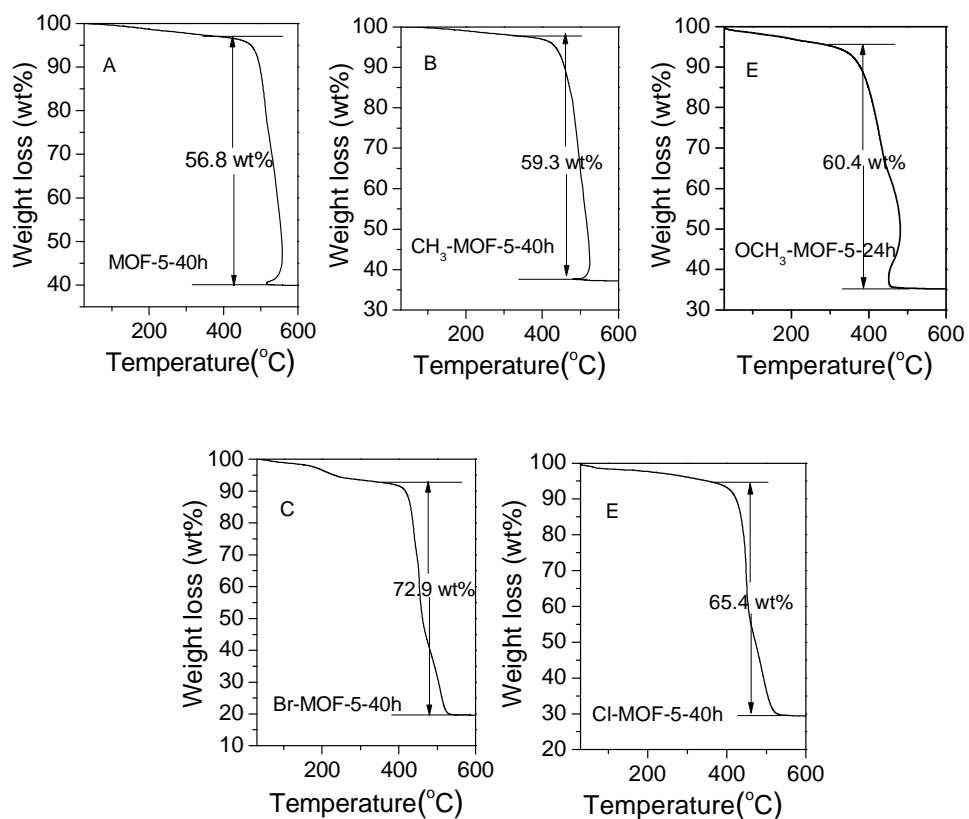 100
90
80
70
60
50
40
Weight loss (wt%)
A
56.8 wt%
MOF-5-40h
200 400 600
Temperature(°C)
100
90
80
70
60
50
40
30
Weight loss (wt%)
B
59.3 wt%
CH₃-MOF-5-40h
200 400 600
Temperature(°C)
100
90
80
70
60
50
40
30
Weight loss (wt%)
E
60.4 wt%
OCH₃-MOF-5-24h
200 400 600
Temperature(°C)
100
90
80
70
60
50
40
30
20
10
Weight loss (wt%)
C
72.9 wt%
Br-MOF-5-40h
200 400 600
Temperature(°C)
100
90
80
70
60
50
40
30
20
Weight loss (wt%)
E
65.4 wt%
Cl-MOF-5-40h
200 400 600
Temperature(°C)